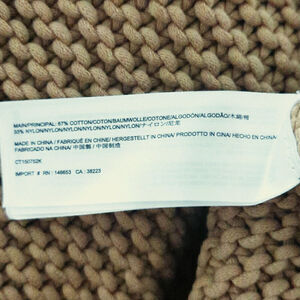 MAIN/PRINCIPAL: 67% COTTON/COTON/BAUMWOLLE/COTONE/ALGODÓN/ALGODÃO/木綿/棉
33% NYLON/NYLON/NYLON/NYLON/NYLON/NYLON/ナイロン/尼龙
MADE IN CHINA / FABRIQUÉ EN CHINE / HERGESTELLT IN CHINA / PRODOTTO IN CINA/ HECHO EN CHINA/
FABRICADO NA CHINA/ 中国製 / 中国制造
CT150752K
IMPORT # RN : 148653 CA : 38223